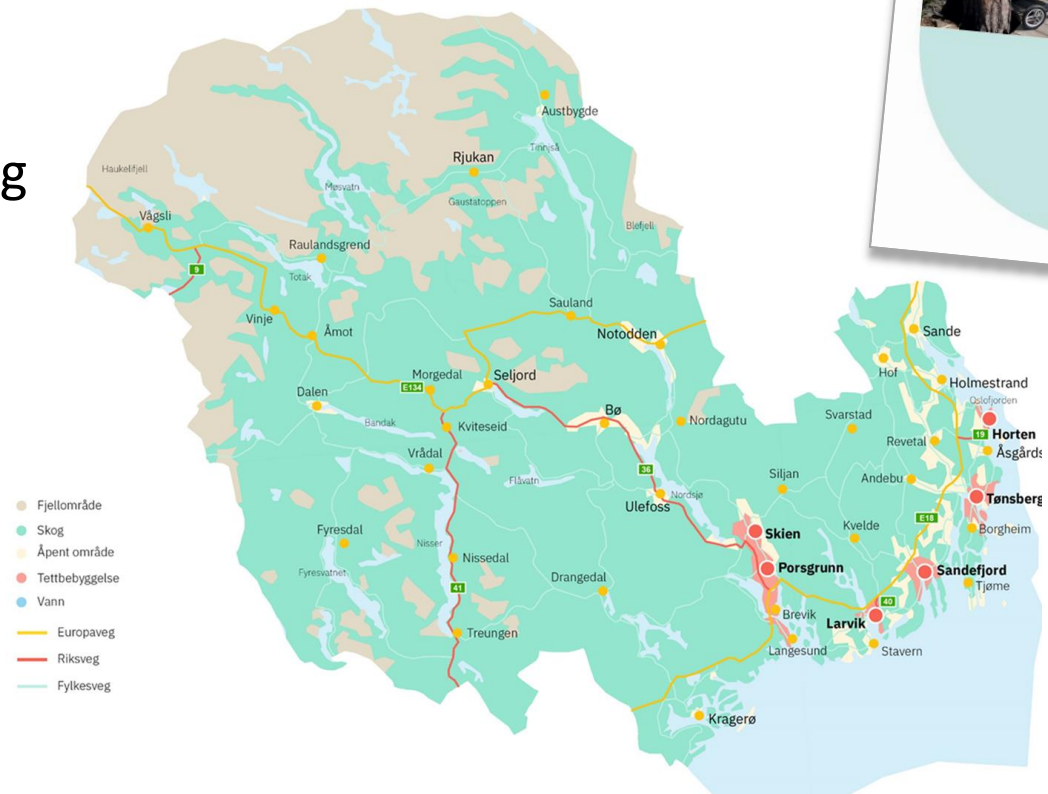 g
Austbygde
Tinnjså
Rjukan
Haukelifjell
Møsvatn
Gaustatoppen
Vågsli
Blefjell
Raulandsgrend
9
Totak
Sauland
Vinje
Åmot
Notodden
Sande
Hof
Morgedal
Seljord
E134
Holmestrand
Dalen
Oslofjorden
Bø
Svarstad
Bandak
Kviteseid
Nordagutu
19
Horten
Revetal
Åsgårds
Vrådal
36
Siljan
Andebu
Flåvatn
Nordsjø
Tønsberg
Ulefoss
Fjellområde
Skog
Åpent område
Tettbebyggelse
Vann
Europaveg
Riksveg
Fylkesveg
E18
Kvelde
Borgheim
Fyresdal
Skien
Nisser
Nissedal
Porsgrunn
Sandefjord
Fyresvatnet
Drangedal
41
Tjøme
40
Brevik
Larvik
Treungen
Langesund
Stavern
Kragerø